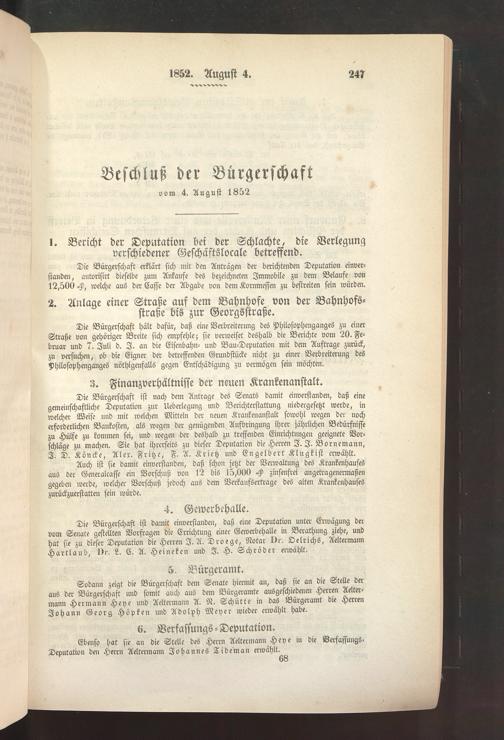 1852. August 4.
247
Beschluß der Bürgerschaft
vom 4. August 1852
1. Bericht der Deputation bei der Schlachte, die Verlegung
verschiedener Geschäftslocale betreffend.
Die Bürgerschaft erklärt sich mit den Anträgen der berichtenden Deputation einver-
standen, autorisirt dieselbe zum Ankaufe des bezeichneten Immobile zu dem Belaufe von
12,500 ₰, welche aus der Casse der Abgabe von dem Kornmessen zu bestreiten sein würden.
2. Anlage einer Straße auf dem Bahnhofe von der Bahnhofs-
straße bis zur Georgsstraße.
Die Bürgerschaft hält dafür, daß eine Verbreiterung des Philosophenganges zu einer
Straße von gehöriger Breite sich empfehle; sie verweiset deshalb die Berichte vom 20. Fe-
bruar und 7. Juli d. J. an die Eisenbahn- und Bau-Deputation mit dem Auftrage zurück,
zu versuchen, ob die Eigner der betreffenden Grundstücke nicht zu einer Verbreiterung des
Philosophenganges nöthigenfalls gegen Entschädigung zu vermögen sein möchten.
3. Finanzverhältnisse der neuen Krankenanstalt.
Die Bürgerschaft ist nach dem Antrage des Senats damit einverstanden, daß eine
gemeinschaftliche Deputation zur Ueberlegung und Berichterstattung niedergesetzt werde, in
welcher Weise und mit welchen Mitteln der neuen Krankenanstalt sowohl wegen der noch
erforderlichen Baukosten, als wegen der genügenden Aufbringung ihrer jährlichen Bedürfnisse
zu Hülfe zu kommen sei, und wegen der deshalb zu treffenden Einrichtungen geeignete Vor-
schläge zu machen. Sie hat ihrerseits zu dieser Deputation die Herren J. J. Bornemann,
J. D. Köncke, Alex. Fritze, F. A. Krietz und Engelbert Klugkist erwählt.
Auch ist sie damit einverstanden, daß schon jetzt der Verwaltung des Krankenhauses
aus der Generalcasse ein Vorschuß von 12 bis 15,000 ₰ zinsenfrei angetragenermaßen
gegeben werde, welcher Vorschuß jedoch aus dem Verkaufsertrage des alten Krankenhauses
zurückzuerstatten sein würde.
4. Gewerbehalle.
Die Bürgerschaft ist damit einverstanden, daß eine Deputation unter Erwägung der
vom Senate gestellten Vorfragen die Errichtung einer Gewerbehalle in Berathung ziehe, und
hat sie zu dieser Deputation die Herren J. A. Droege, Notar Dr. Oelrichs, Aeltermann
Hartlaub, Dr. L. C. A. Heineken und J. H. Schröder erwählt.
5. Bürgeramt.
Sodann zeigt die Bürgerschaft dem Senate hiermit an, daß sie an die Stelle der
aus der Bürgerschaft und somit auch aus dem Bürgeramte ausgeschiedener Herren Aelter-
mann Hermann Heye und Aeltermann A. N. Schütte in das Bürgeramt die Herren
Johann Georg Höpken und Adolph Meyer wieder erwählt habe.
6. Verfassungs-Deputation.
Ebenso hat sie an die Stelle des Herrn Aeltermann Heye in die Verfassungs-
Deputation den Herrn Aeltermann Johannes Tideman erwählt.
68